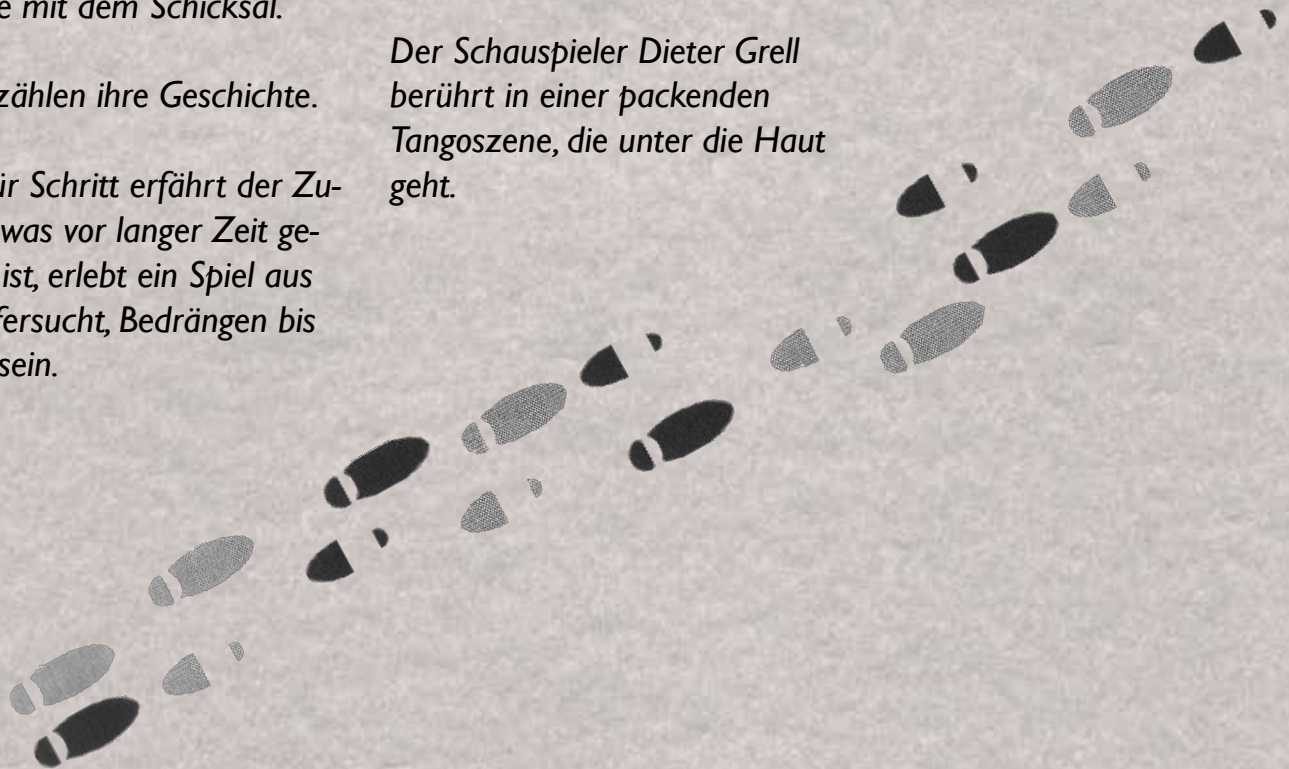 e mit dem Schicksal.
zählen ihre Geschichte.
ür Schritt erfährt der Zu-
was vor langer Zeit ge-
ist, erlebt ein Spiel aus
fersucht, Bedrängen bis
sein.
Der Schauspieler Dieter Grell
berührt in einer packenden
Tangoszene, die unter die Haut
geht.